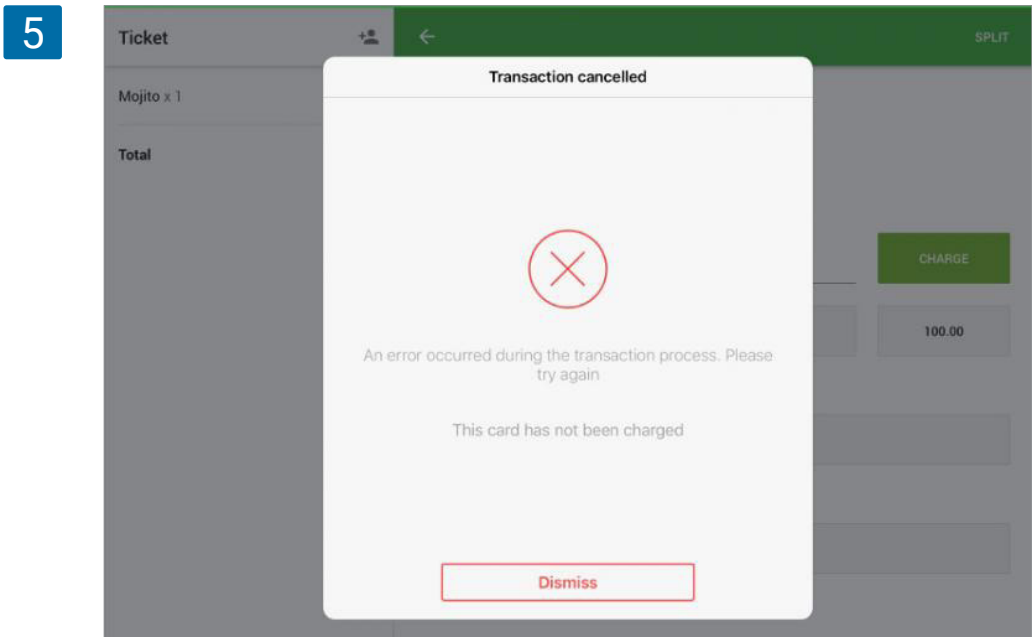 5
Ticket
SPLIT
Transaction cancelled
Mojito x 1
Total
CHARGE
100.00
An error occurred during the transaction process. Please
try again
This card has not been charged
Dismiss